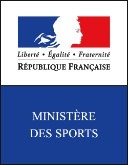 Liberté • Égalité • Fraternité
RÉPUBLIQUE FRANÇAISE
MINISTÈRE
DES SPORTS